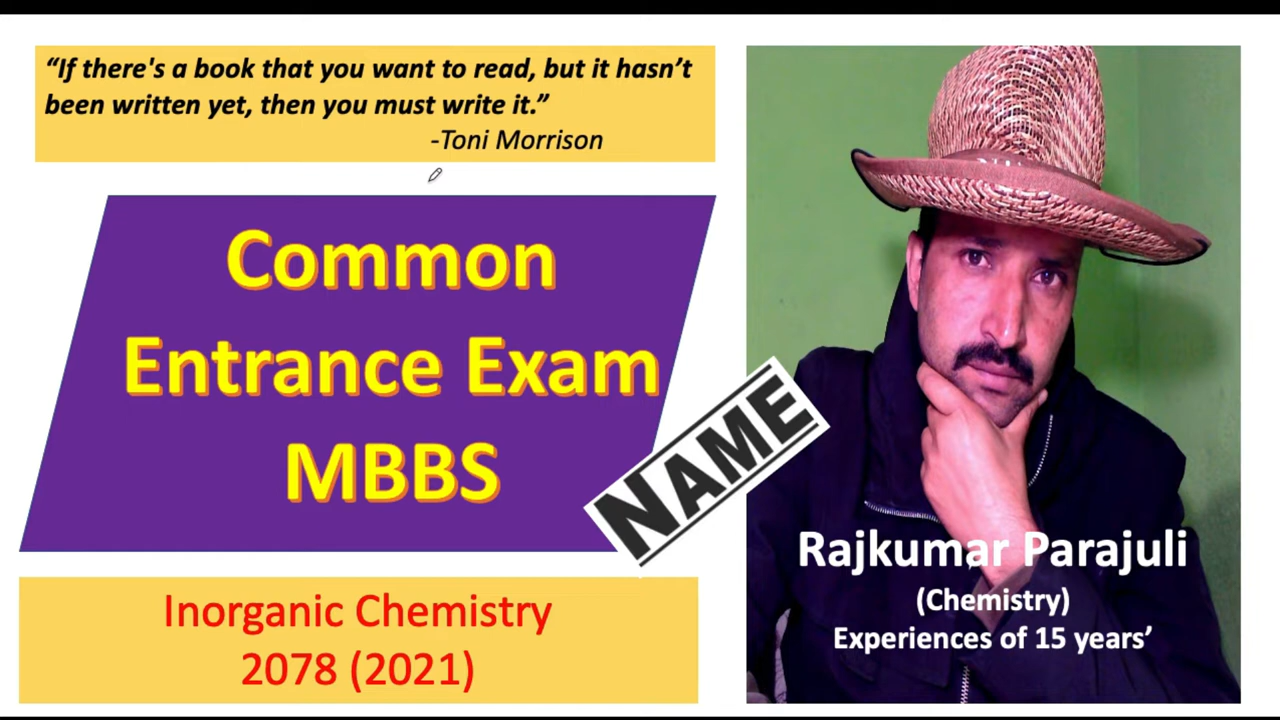 “If there's a book that you want to read, but it hasn’t
been written yet, then you must write it.”
-Toni Morrison
Common
Entrance Exam
MBBS
NAME
Inorganic Chemistry
2078 (2021)
Rajkumar Parajuli
(Chemistry)
Experiences of 15 years’